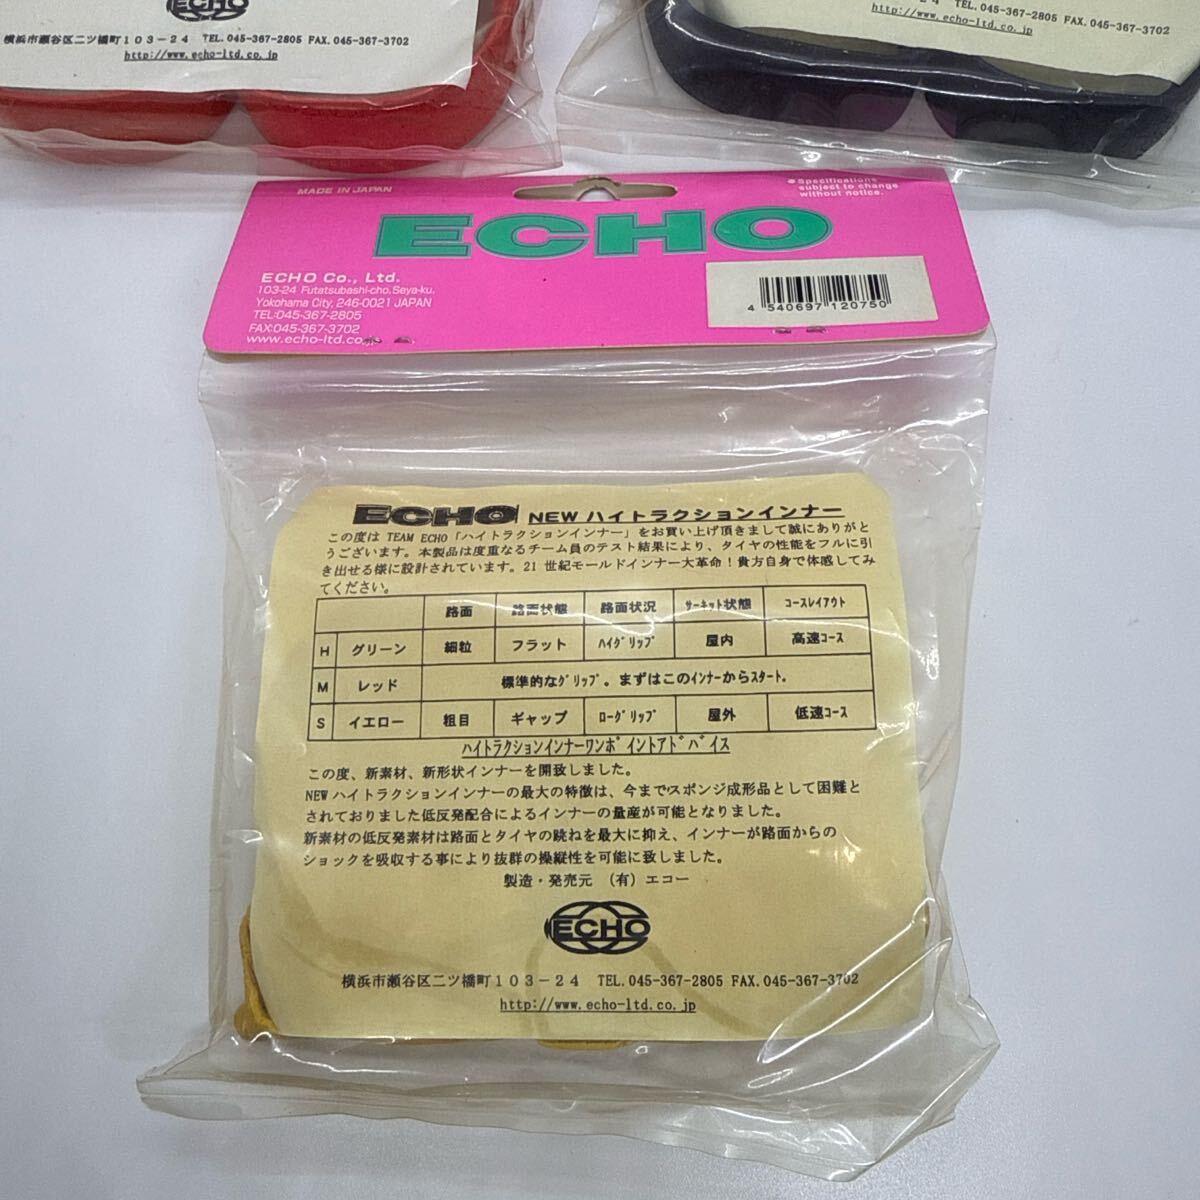 ECHO
横浜市瀬谷区二ツ橋町１０３－２４ TEL.045-367-2805 FAX.045-367-3702
http://www.echo-ltd.co.jp
２４ TEL.045-367-2805 FAX.045-367-3702
http://www.echo-ltd.co.jp
MADE IN JAPAN
ECHO
●Specifications
subject to change
without notice.
ECHO Co., Ltd.
103-24 Futatsubashi-cho.Seya-ku.
Yokohama City, 246-0021 JAPAN
TEL:045-367-2805
FAX:045-367-3702
www.echo-ltd.co.jp
4 540697 120750
ECHO NEW ハイトラクションインナー
この度は TEAM ECHO「ハイトラクションインナー」をお買い上げ頂きまして誠にありがと
うございます。本製品は度重なるチーム員のテスト結果により、タイヤの性能をフルに引
き出せる様に設計されています。21 世紀モールドインナー大革命！貴方自身で体感してみ
てください。
路面 路面状態 路面状況 ｻｰｷｯﾄ状態 ｺｰｽﾚｲｱｳﾄ
H グリーン 細粒 フラット ﾊｲｸﾞﾘｯﾌﾟ 屋内 高速ｺｰｽ
M レッド 標準的なｸﾞﾘｯﾌﾟ。まずはこのｲﾝﾅｰからｽﾀｰﾄ。
S イエロー 粗目 ギャップ ﾛｰｸﾞﾘｯﾌﾟ 屋外 低速ｺｰｽ
ﾊｲﾄﾗｸｼｮﾝｲﾝﾅｰﾜﾝﾎﾟｲﾝﾄｱﾄﾞﾊﾞｲｽ
この度、新素材、新形状インナーを開発しました。
NEW ハイトラクションインナーの最大の特徴は、今までスポンジ成形品として困難と
されておりました低反発配合によるインナーの量産が可能となりました。
新素材の低反発素材は路面とタイヤの跳ねを最大に抑え、インナーが路面からの
ショックを吸収する事により抜群の操縦性を可能に致しました。
製造・発売元 （有）エコー
ECHO
横浜市瀬谷区二ツ橋町１０３－２４ TEL.045-367-2805 FAX.045-367-3702
http://www.echo-ltd.co.jp